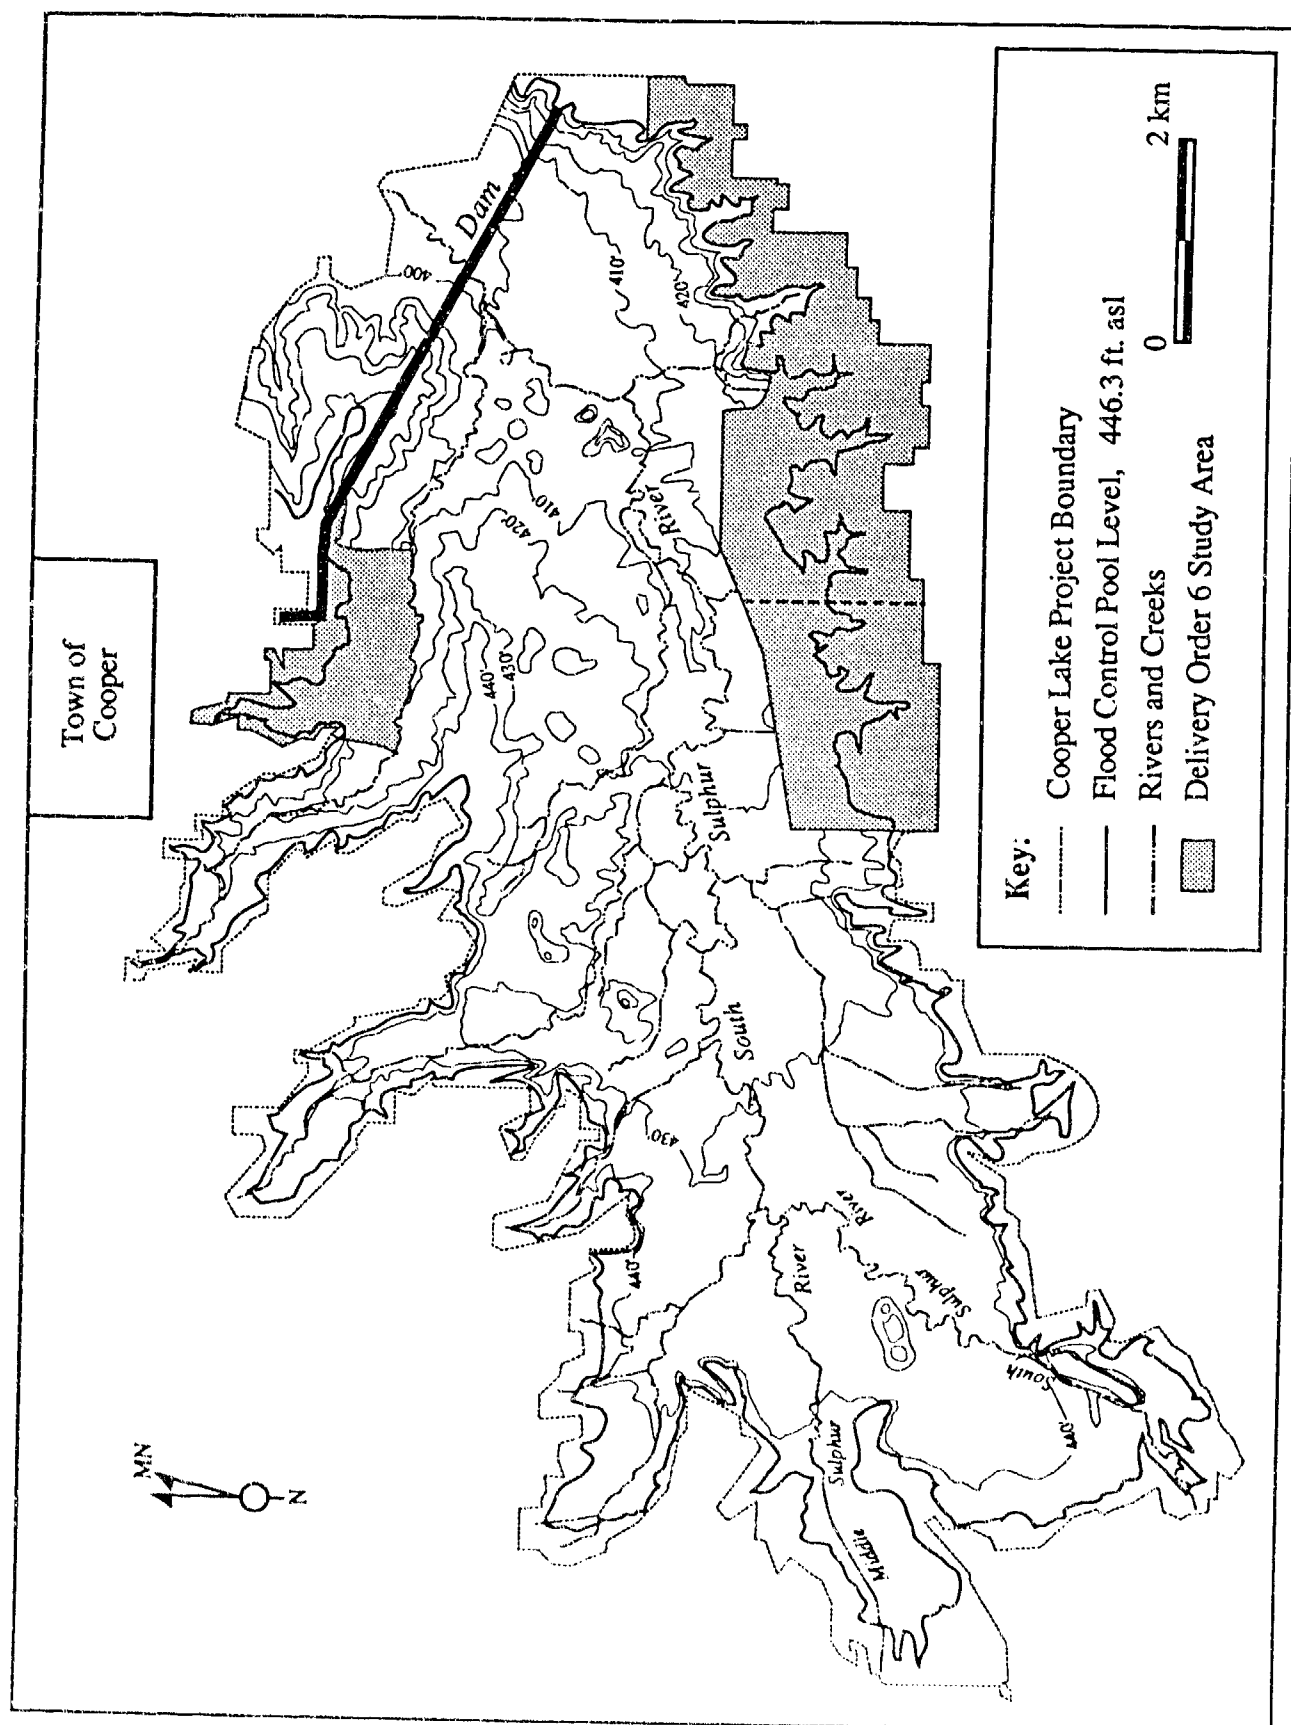 Town of
Cooper
MN
N
Dam
400'
410'
420'
410'
420'
440'
430'
River
Sulphur
South
430'
440'
River
River
Sulphur
South
440'
Sulphur
Middle
Key:
Cooper Lake Project Boundary
Flood Control Pool Level, 446.3 ft. asl
Rivers and Creeks
Delivery Order 6 Study Area
0
2 km